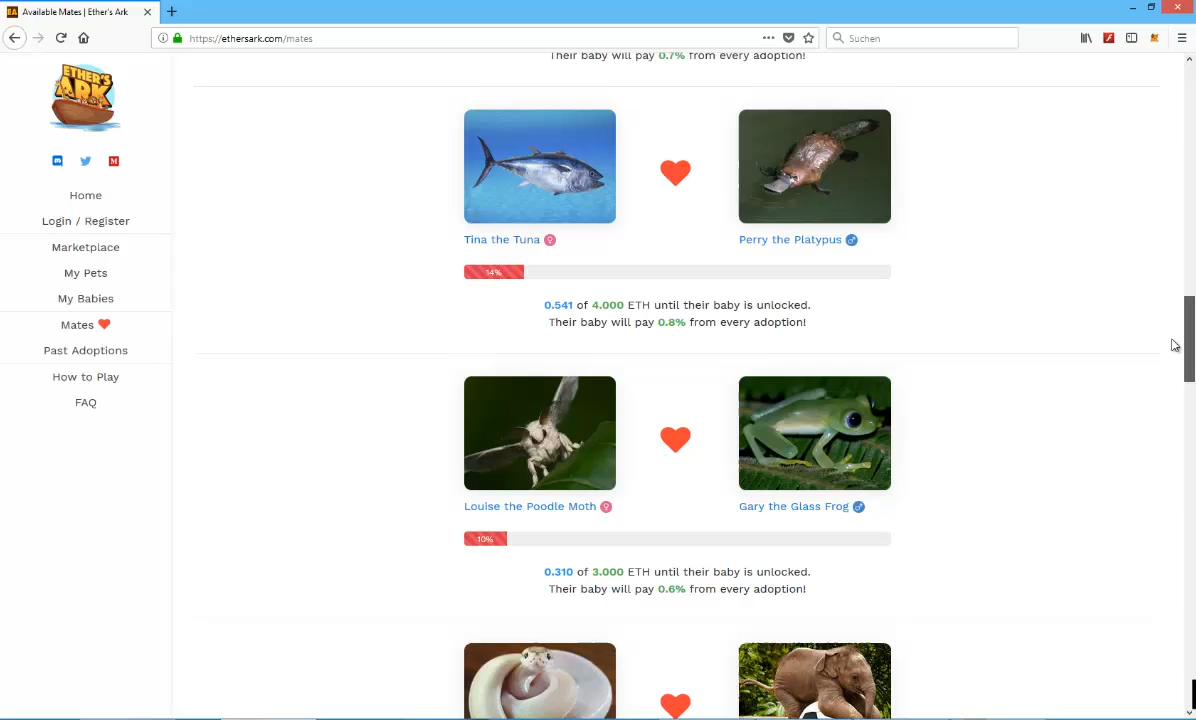 EA Available Mates | Ether's Ark
https://ethersark.com/mates
Suchen
ETHER'S
ARK
Home
Login / Register
Marketplace
My Pets
My Babies
Mates
Past Adoptions
How to Play
FAQ
Their baby will pay 0.7% from every adoption!
Tina the Tuna
Perry the Platypus
14%
0.541 of 4.000 ETH until their baby is unlocked.
Their baby will pay 0.8% from every adoption!
Louise the Poodle Moth
Gary the Glass Frog
10%
0.310 of 3.000 ETH until their baby is unlocked.
Their baby will pay 0.6% from every adoption!